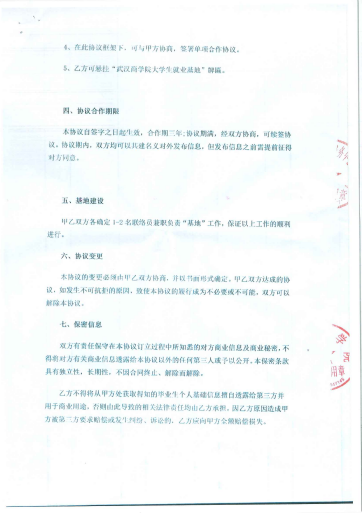 4、在此协议框架下，可与甲方协商，签署单项合作协议。
5、乙方可悬挂“武汉商学院大学生就业基地”牌匾。
四、协议合作期限
本协议自签字之日起生效，合作期三年；协议期满，经双方协商，可续签协
议。协议期内，双方均可以共建名义对外发布信息，但发布信息之前需提前征得
对方同意。
五、基地建设
甲乙双方各确定1-2名联络员兼职负责“基地”工作，保证以上工作的顺利
进行。
六、协议变更
本协议的变更必须由甲乙双方协商，并以书面形式确定。甲乙双方达成的协
议，如发生不可抗拒的原因，致使本协议的履行成为不必要或不可能，双方可以
解除本协议。
七、保密信息
双方有责任保守在本协议订立过程中所知悉的对方商业信息及商业秘密，不
得将对方有关商业信息透露给本协议以外的任何第三人或予以公开。本保密条款
具有独立性，长期性，不因合同终止、解除而解除。
乙方不得将从甲方处获取得知的毕业生个人基础信息擅自透露给第三方并
用于商业用途，否则由此导致的相关法律责任均由乙方承担。因乙方原因造成甲
方被第三方要求赔偿或发生纠纷、诉讼的，乙方应向甲方全额赔偿损失。
用章